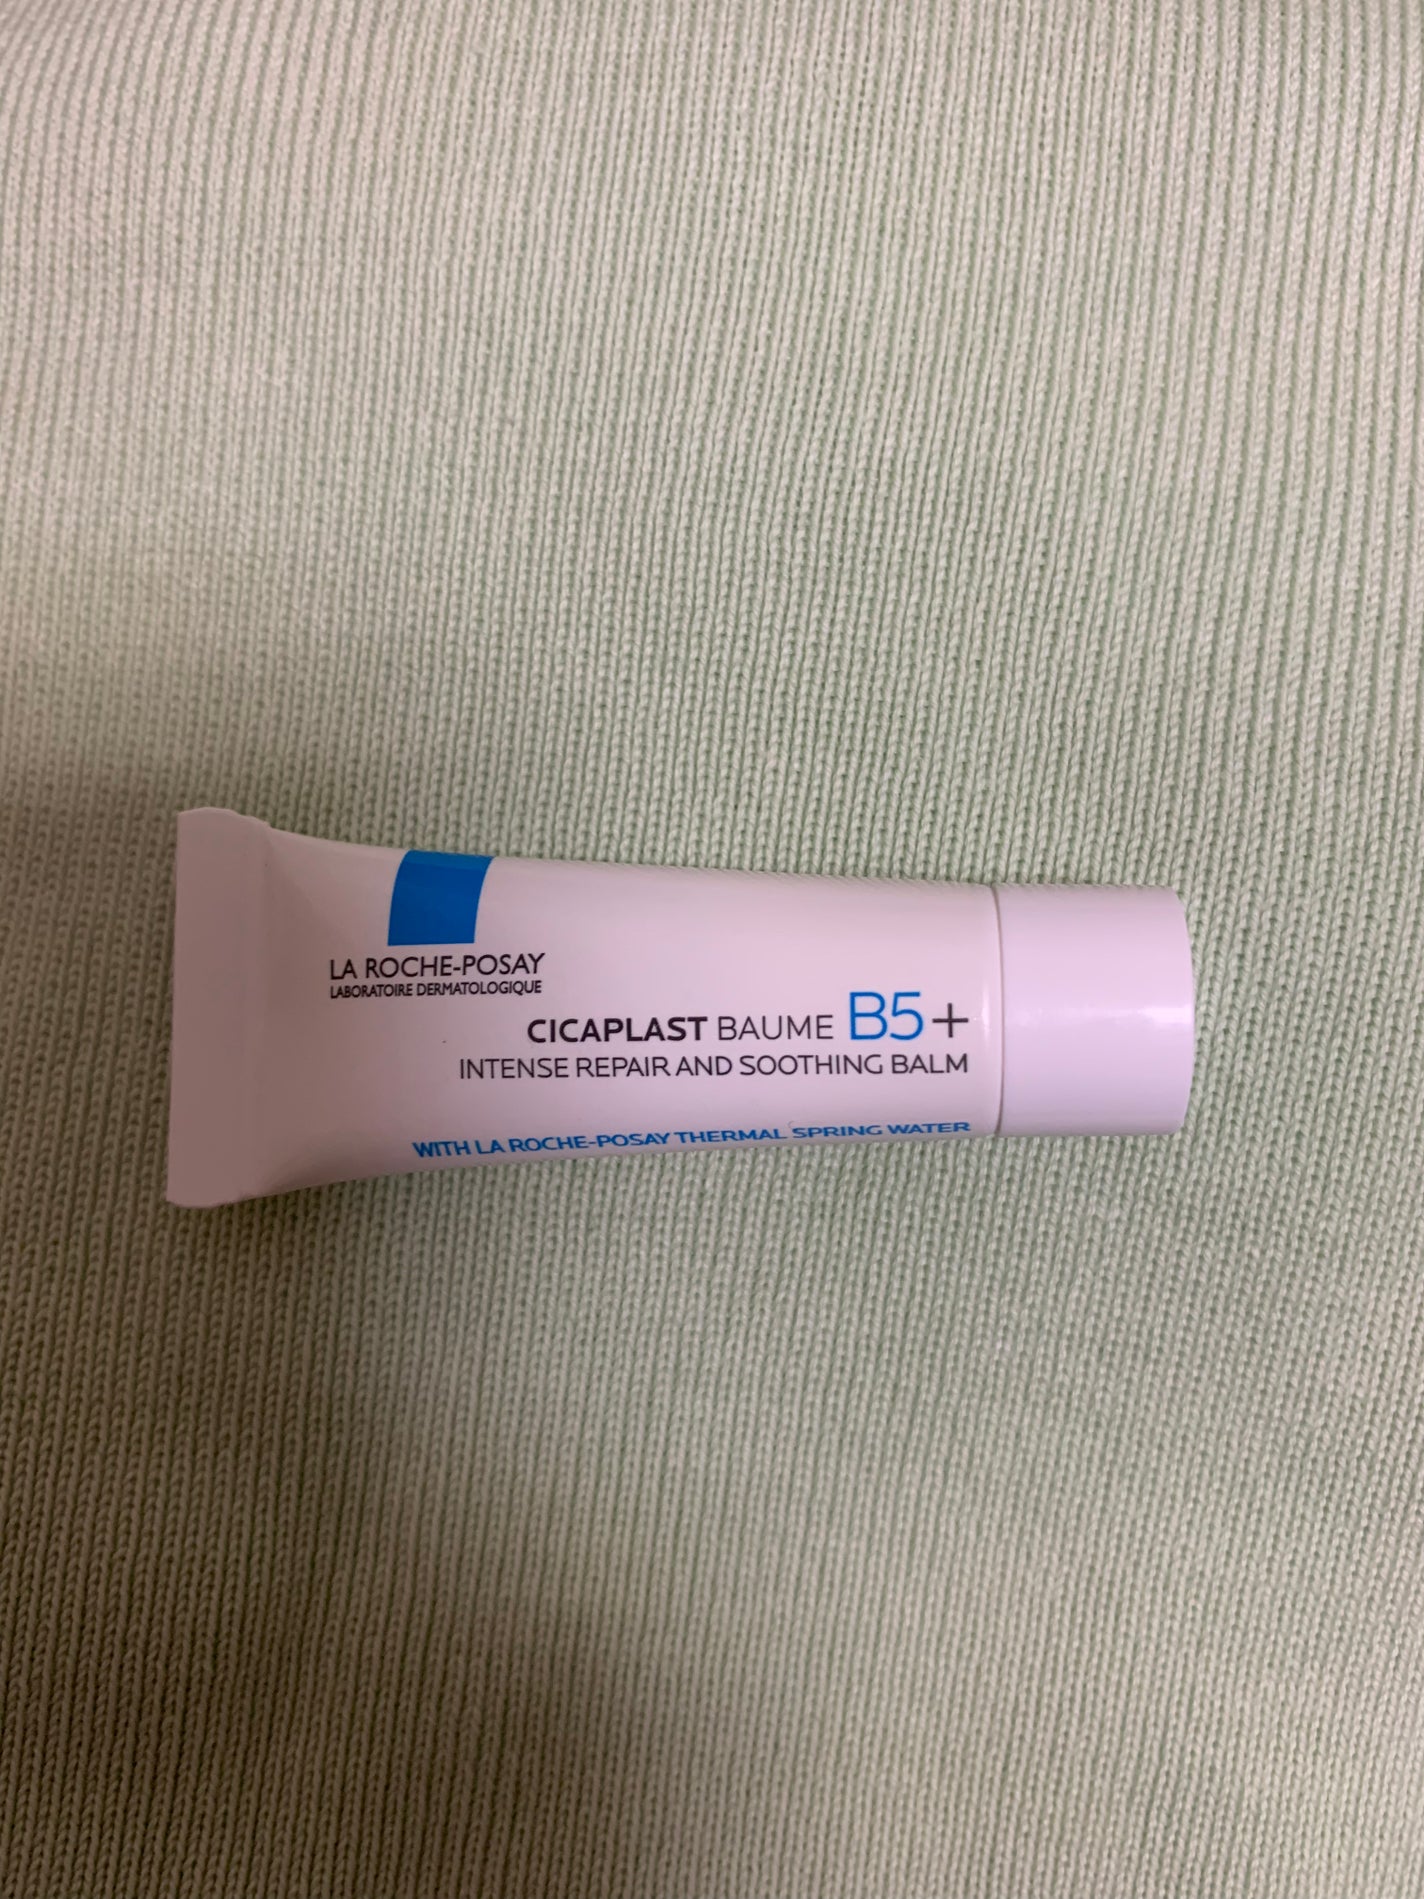 LA ROCHE-POSAY
LABORATOIRE DERMATOLOGIQUE
CICAPLAST BAUME B5+
INTENSE REPAIR AND SOOTHING BALM
WITH LA ROCHE-POSAY THERMAL SPRING WATER